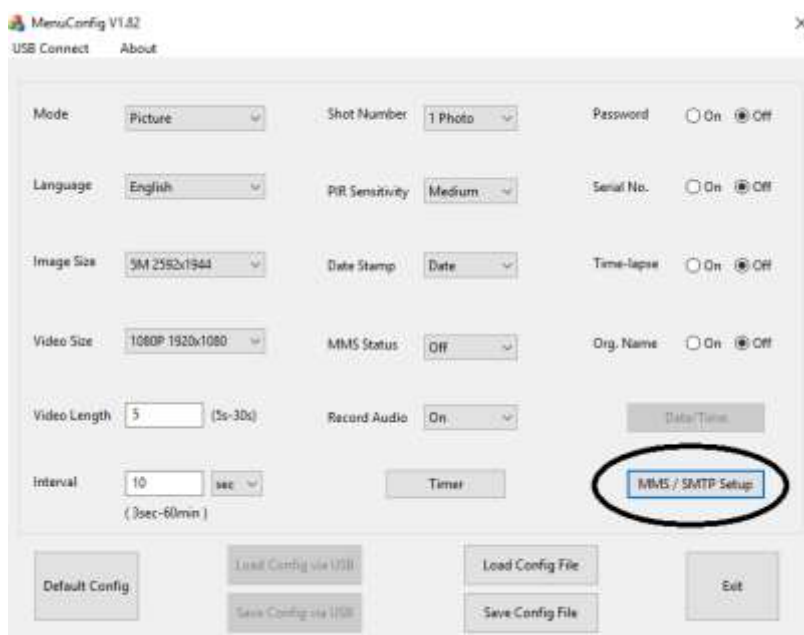 MenuConfig V1.82
USB Connect About
Mode Picture Shot Number 1 Photo Password On Off
Language English PIR Sensitivity Medium Serial No. On Off
Image Size 5M 2592x1944 Date Stamp Date Time-lapse On Off
Video Size 1080P 1920x1080 MMS Status Off Org. Name On Off
Video Length 5 (5s-30s) Record Audio On Date/Time
Interval 10 sec Timer MMS / SMTP Setup
( 3sec-60min )
Default Config Load Config via USB Load Config File Exit
Save Config via USB Save Config File